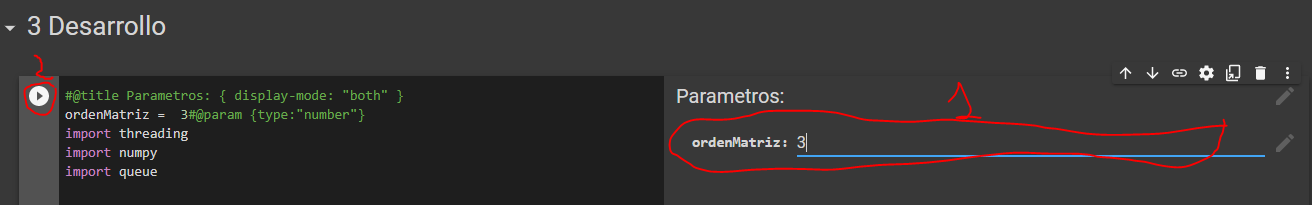 3 Desarrollo
#@title Parametros: { display-mode: "both" }
ordenMatriz =  3#@param {type:"number"}
import threading
import numpy
import queue
Parametros:
ordenMatriz: 3